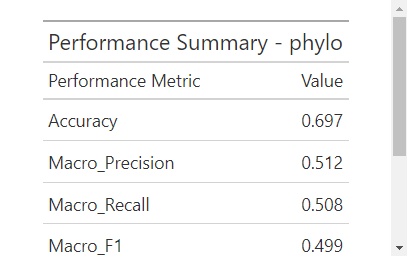 Performance Summary - phylo
Performance Metric Value
Accuracy 0.697
Macro_Precision 0.512
Macro_Recall 0.508
Macro_F1 0.499